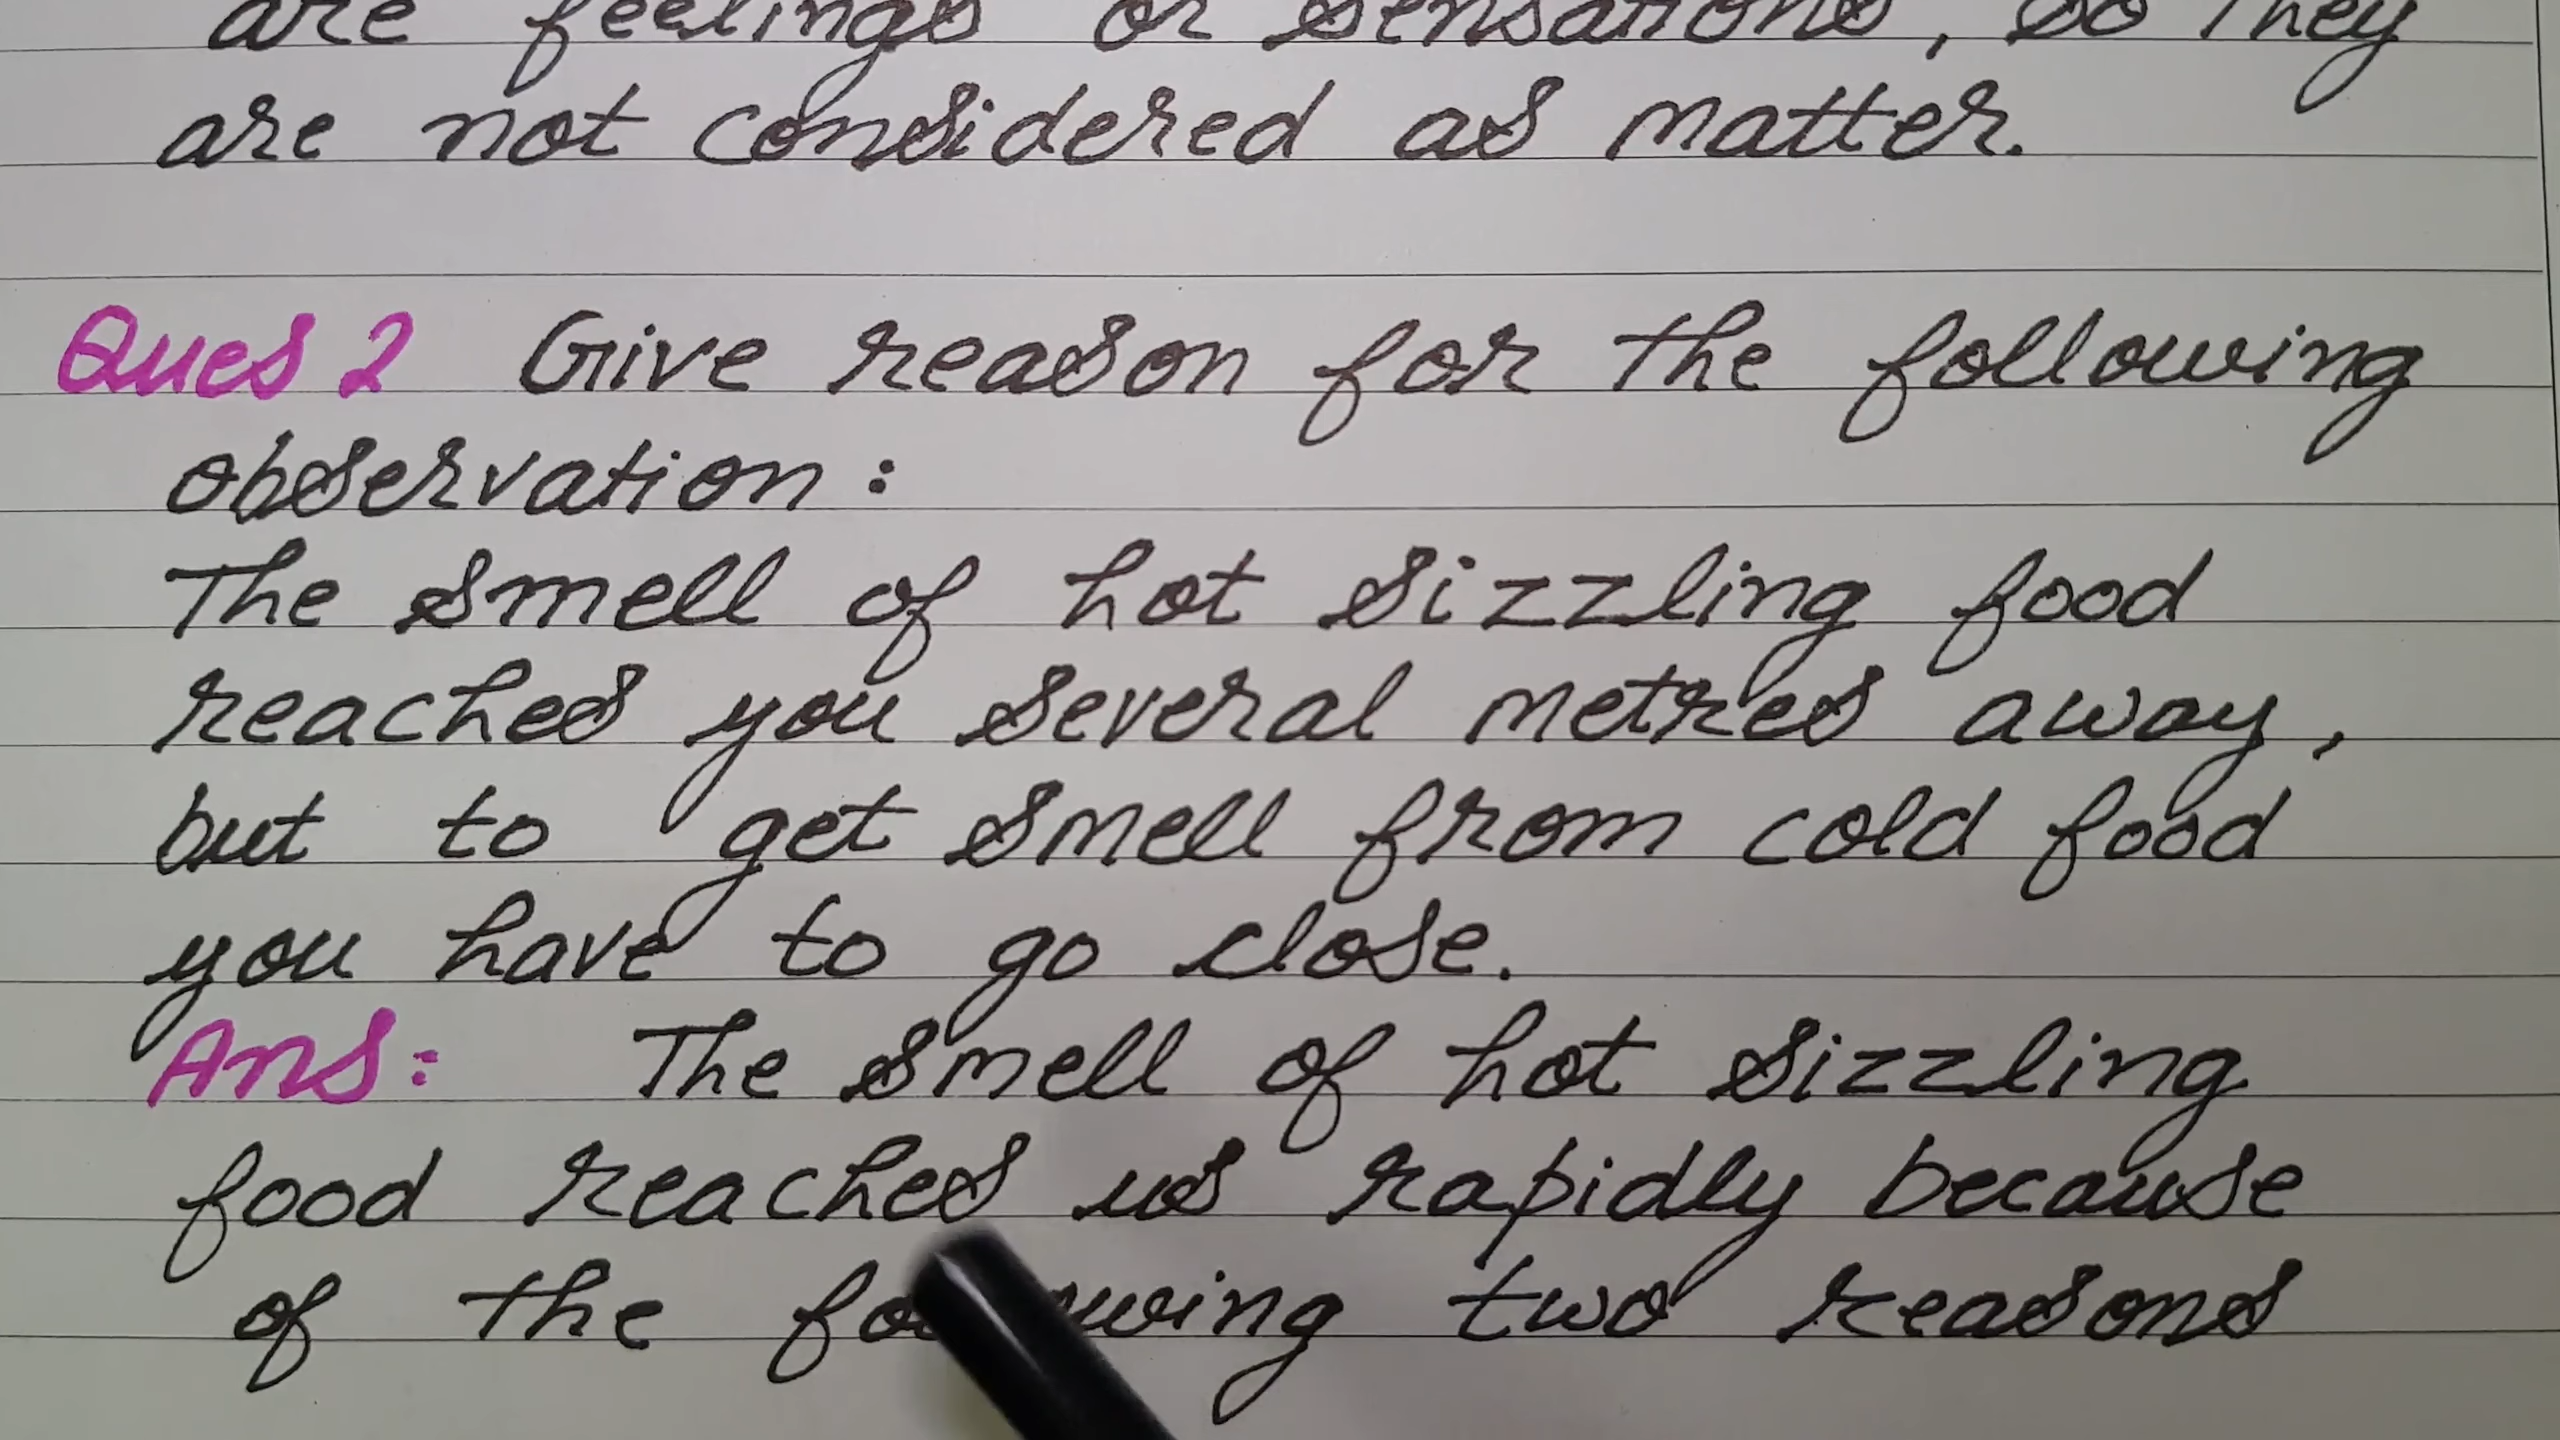 are feelings or sensations, so they
are not considered as matter.
Ques 2 Give reason for the following
observation:
The smell of hot sizzling food
reaches you several metres away,
but to get smell from cold food
you have to go close.
Ans: The smell of hot sizzling
food reaches us rapidly because
of the following two reasons